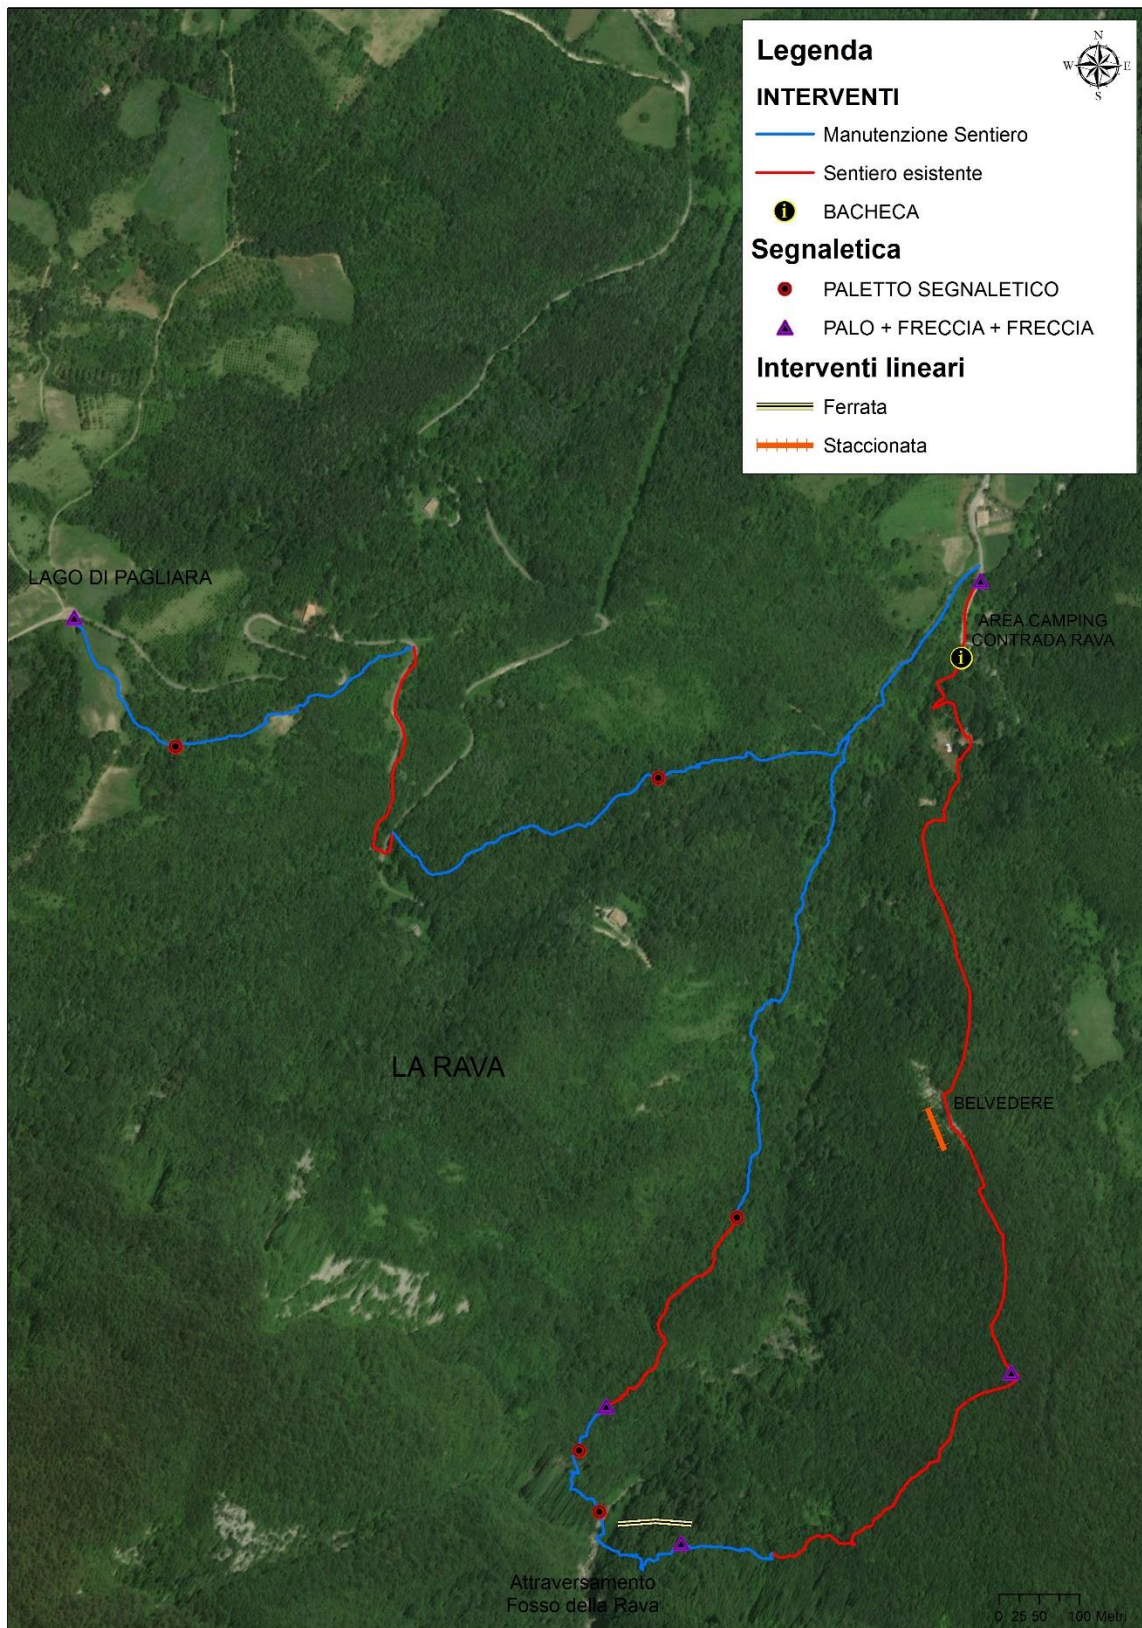 Legenda
N
W E
S
INTERVENTI
Manutenzione Sentiero
Sentiero esistente
i BACHECA
Segnaletica
PALETTO SEGNALETICO
PALO + FRECCIA + FRECCIA
Interventi lineari
Ferrata
Staccionata
LAGO DI PAGLIARA
AREA CAMPING
CONTRADA RAVA
i
LA RAVA
BELVEDERE
Attraversamento
Fosso della Rava
0 25 50 100 Metri